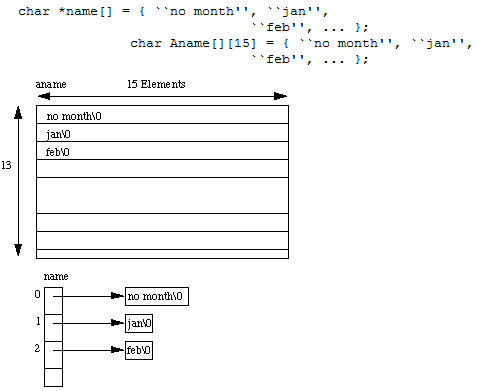 char *name[] = { ``no month'', ``jan'',
``feb'', ... };
char Aname[][15] = { ``no month'', ``jan'',
``feb'', ... };
aname 15 Elements
no month\0
jan\0
feb\0
13
name
0 no month\0
1 jan\0
2 feb\0